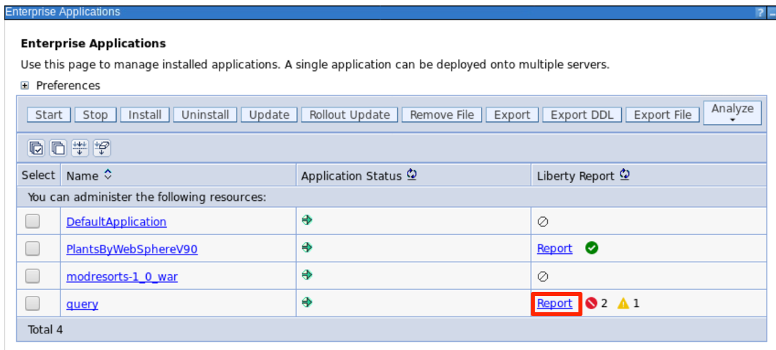 Enterprise Applications ? –
Enterprise Applications
Use this page to manage installed applications. A single application can be deployed onto multiple servers.
Preferences
Start Stop Install Uninstall Update Rollout Update Remove File Export Export DDL Export File Analyze
Select Name Application Status Liberty Report
You can administer the following resources:
DefaultApplication
PlantsByWebSphereV90 Report
modresorts-1_0_war
query Report 2 1
Total 4